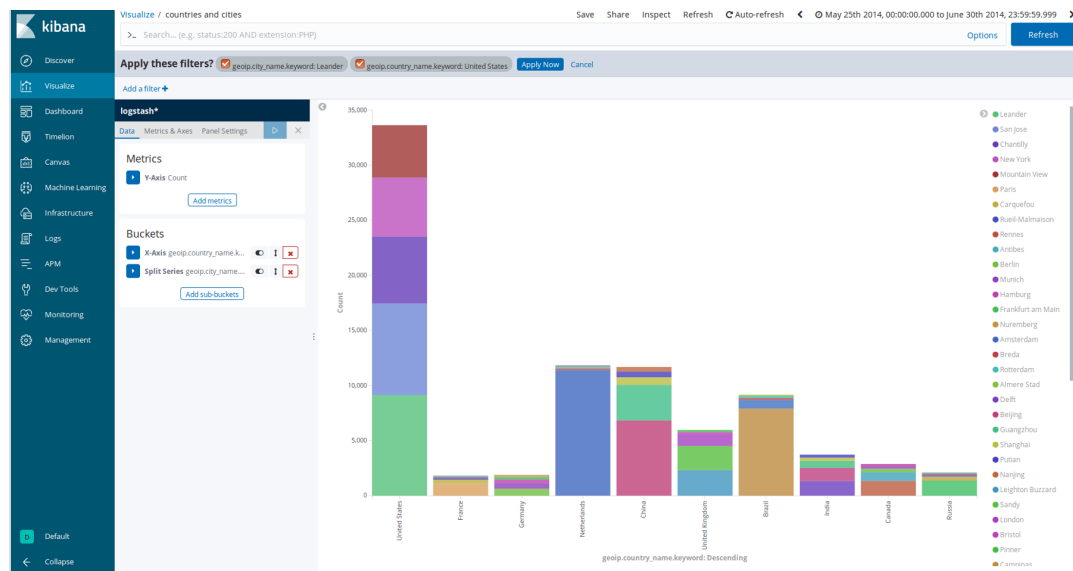 kibana
Discover
Visualize
Dashboard
Timelion
Canvas
Machine Learning
Infrastructure
Logs
APM
Dev Tools
Monitoring
Management
D Default
Collapse
Visualize / countries and cities
Save Share Inspect Refresh Auto-refresh May 25th 2014, 00:00:00.000 to June 30th 2014, 23:59:59.999
>_ Search... (e.g. status:200 AND extension:PHP) Options Refresh
Apply these filters? geoip.city_name.keyword: Leander geoip.country_name.keyword: United States Apply Now Cancel
Add a filter +
logstash*
Data Metrics & Axes Panel Settings
Metrics
Y-Axis Count
Add metrics
Buckets
X-Axis geoip.country_name.k...
Split Series geoip.city_name....
Add sub-buckets
Count
35,000
30,000
25,000
20,000
15,000
10,000
5,000
0
United States
France
Germany
Netherlands
China
United Kingdom
Brazil
India
Canada
Russia
geoip.country_name.keyword: Descending
Leander
San Jose
Chantilly
New York
Mountain View
Paris
Carquefou
Rueil-Malmaison
Rennes
Antibes
Berlin
Munich
Hamburg
Frankfurt am Main
Nuremberg
Amsterdam
Breda
Rotterdam
Almere Stad
Delft
Beijing
Guangzhou
Shanghai
Putian
Nanjing
Leighton Buzzard
Sandy
London
Bristol
Pinner
Campinas